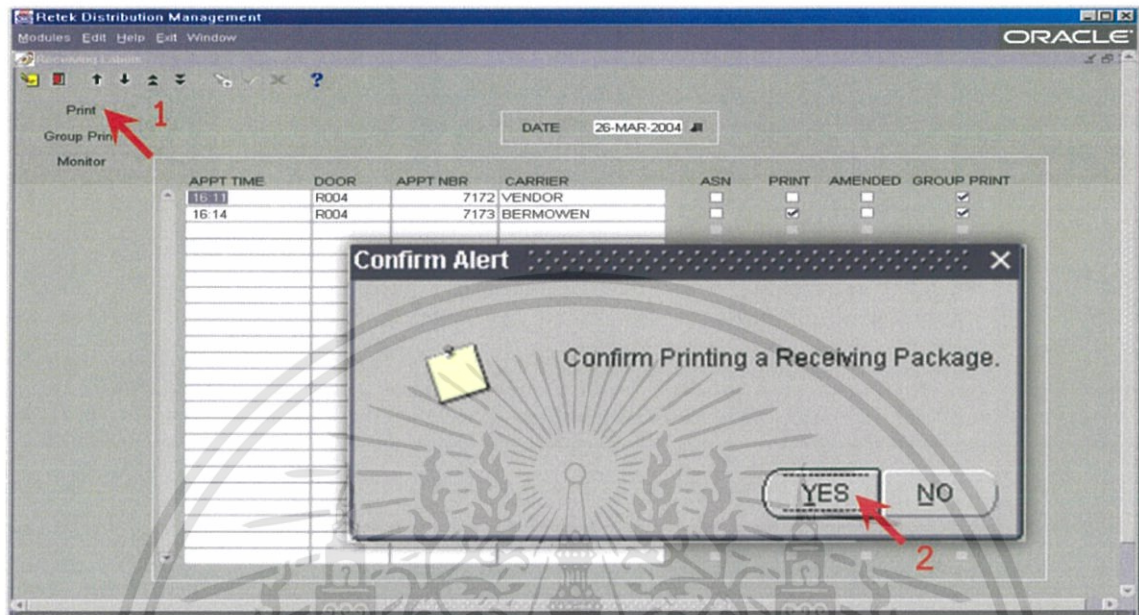 Retek Distribution Management
Modules Edit Help Exit Window
ORACLE
Receiving Labels
?
Print
1
Group Print
DATE 26-MAR-2004
Monitor
APPT TIME DOOR APPT NBR CARRIER ASN PRINT AMENDED GROUP PRINT
16:11 R004 7172 VENDOR
16:14 R004 7173 BERMOWEN
Confirm Alert
Confirm Printing a Receiving Package.
YES NO
2